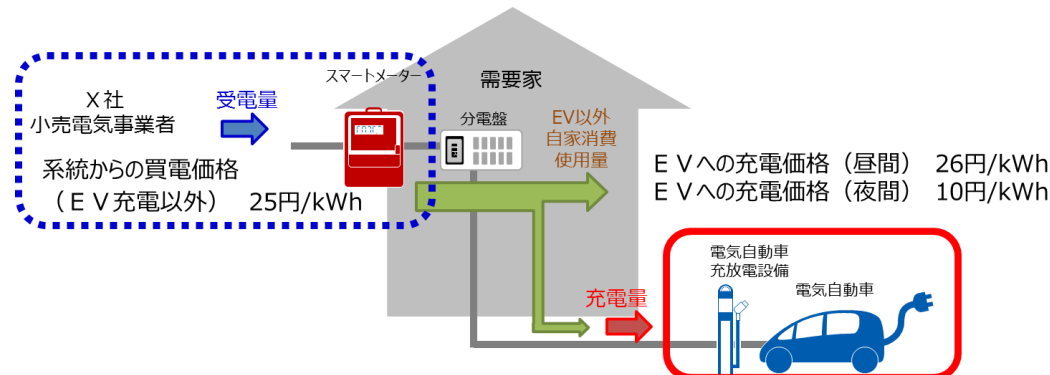 スマートメーター
需要家
X社
小売電気事業者
受電量
分電盤
EV以外
自家消費
使用量
系統からの買電価格
(EV充電以外) 25円/kWh
EVへの充電価格(昼間) 26円/kWh
EVへの充電価格(夜間) 10円/kWh
電気自動車
充放電設備
電気自動車
充電量